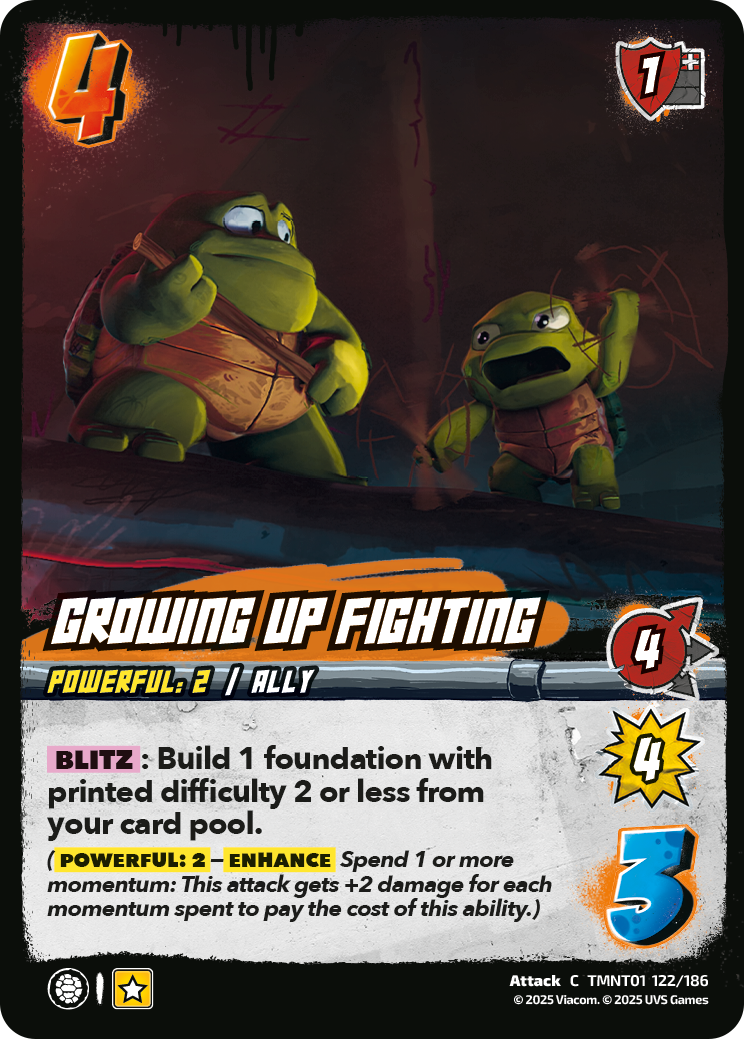 4
1
GROWING UP FIGHTING
4
POWERFUL: 2 / ALLY
4
BLITZ : Build 1 foundation with
printed difficulty 2 or less from
your card pool.
( POWERFUL: 2 – ENHANCE Spend 1 or more
momentum: This attack gets +2 damage for each
momentum spent to pay the cost of this ability.)
3
Attack C TMNT01 122/186
© 2025 Viacom. © 2025 UVS Games